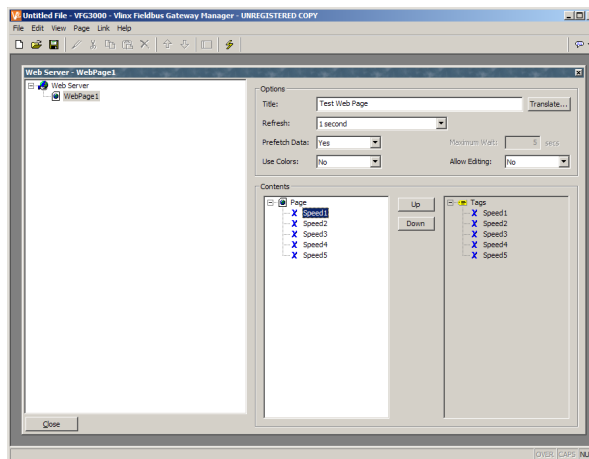 Untitled File - VFG3000 - Vlinx Fieldbus Gateway Manager - UNREGISTERED COPY
File Edit View Page Link Help
Web Server - WebPage1
Web Server
WebPage1
Options
Title: Test Web Page Translate...
Refresh: 1 second
Prefetch Data: Yes Maximum Wait: 5 secs
Use Colors: No Allow Editing: No
Contents
Page
Speed1
Speed2
Speed3
Speed4
Speed5
Up
Down
Tags
Speed1
Speed2
Speed3
Speed4
Speed5
Close
OVER CAPS NU